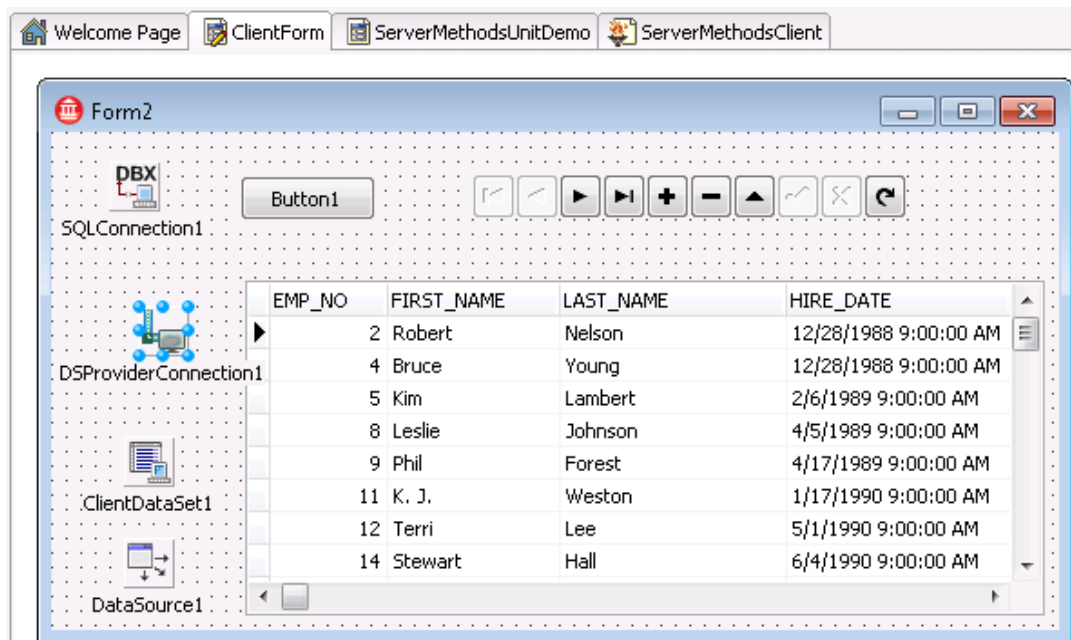 Welcome Page ClientForm ServerMethodsUnitDemo ServerMethodsClient
Form2
DBX
SQLConnection1
Button1
DSProviderConnection1
ClientDataSet1
DataSource1
EMP_NO FIRST_NAME LAST_NAME HIRE_DATE
2 Robert Nelson 12/28/1988 9:00:00 AM
4 Bruce Young 12/28/1988 9:00:00 AM
5 Kim Lambert 2/6/1989 9:00:00 AM
8 Leslie Johnson 4/5/1989 9:00:00 AM
9 Phil Forest 4/17/1989 9:00:00 AM
11 K. J. Weston 1/17/1990 9:00:00 AM
12 Terri Lee 5/1/1990 9:00:00 AM
14 Stewart Hall 6/4/1990 9:00:00 AM